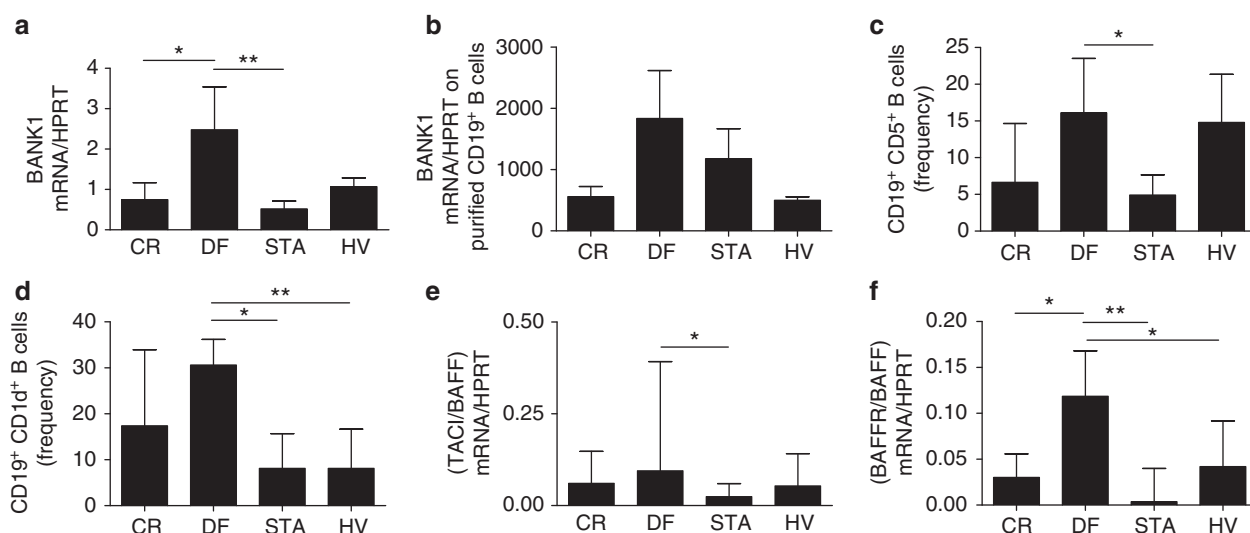 a
BANK1
mRNA/HPRT
4
3
2
1
0
*
**
CR DF STA HV
b
BANK1
mRNA/HPRT on
purified CD19⁺ B cells
3000
2000
1000
0
CR DF STA HV
c
CD19⁺ CD5⁺ B cells
(frequency)
25
20
15
10
5
0
*
CR DF STA HV
d
CD19⁺ CD1d⁺ B cells
(frequency)
40
30
20
10
0
**
*
CR DF STA HV
e
(TACI/BAFF)
mRNA/HPRT
0.50
0.25
0.00
*
CR DF STA HV
f
(BAFFR/BAFF)
mRNA/HPRT
0.20
0.15
0.10
0.05
0.00
*
**
*
CR DF STA HV